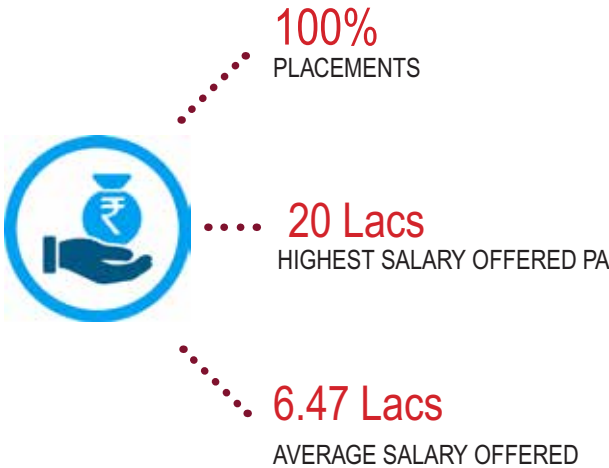 100%
PLACEMENTS
₹
20 Lacs
HIGHEST SALARY OFFERED PA
6.47 Lacs
AVERAGE SALARY OFFERED